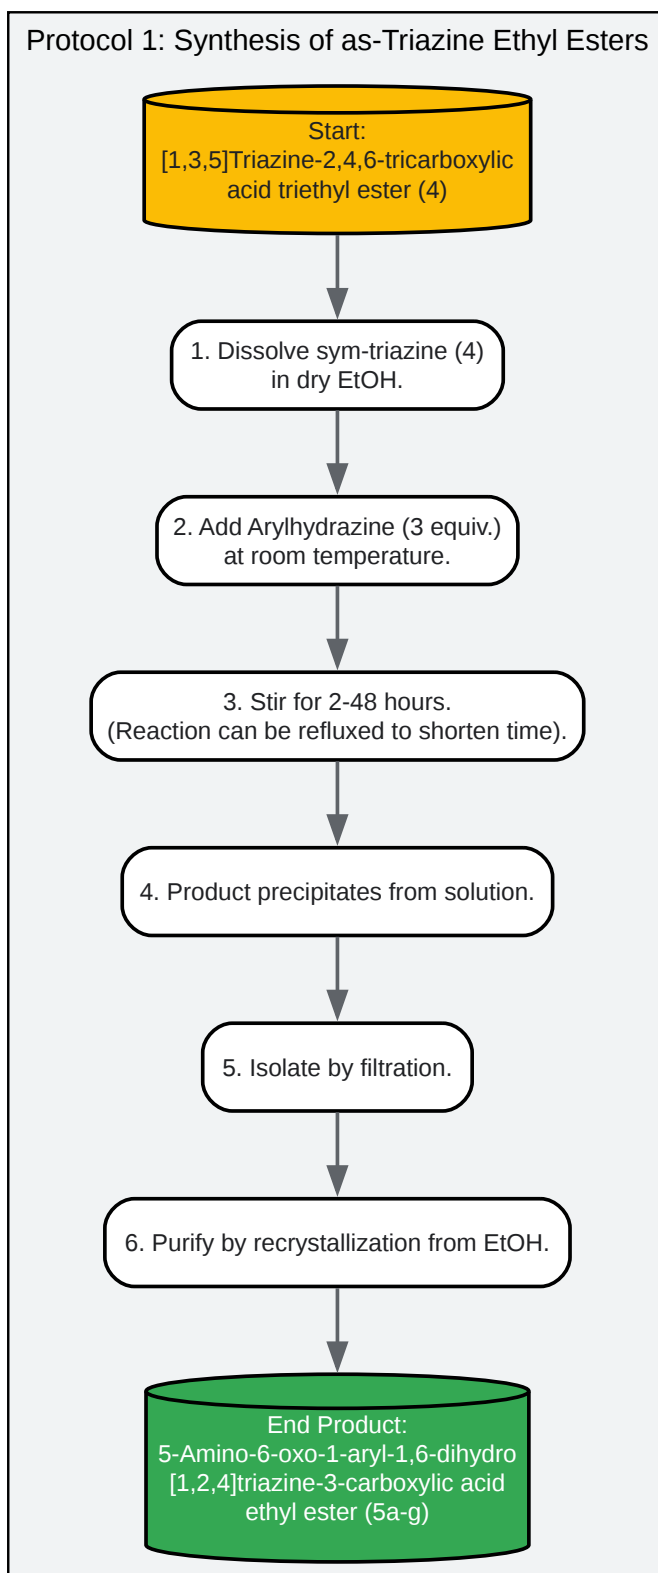 Protocol 1: Synthesis of as-Triazine Ethyl Esters
Start:
[1,3,5]Triazine-2,4,6-tricarboxylic
acid triethyl ester (4)
1. Dissolve sym-triazine (4)
in dry EtOH.
2. Add Arylhydrazine (3 equiv.)
at room temperature.
3. Stir for 2-48 hours.
(Reaction can be refluxed to shorten time).
4. Product precipitates from solution.
5. Isolate by filtration.
6. Purify by recrystallization from EtOH.
End Product:
5-Amino-6-oxo-1-aryl-1,6-dihydro
[1,2,4]triazine-3-carboxylic acid
ethyl ester (5a-g)